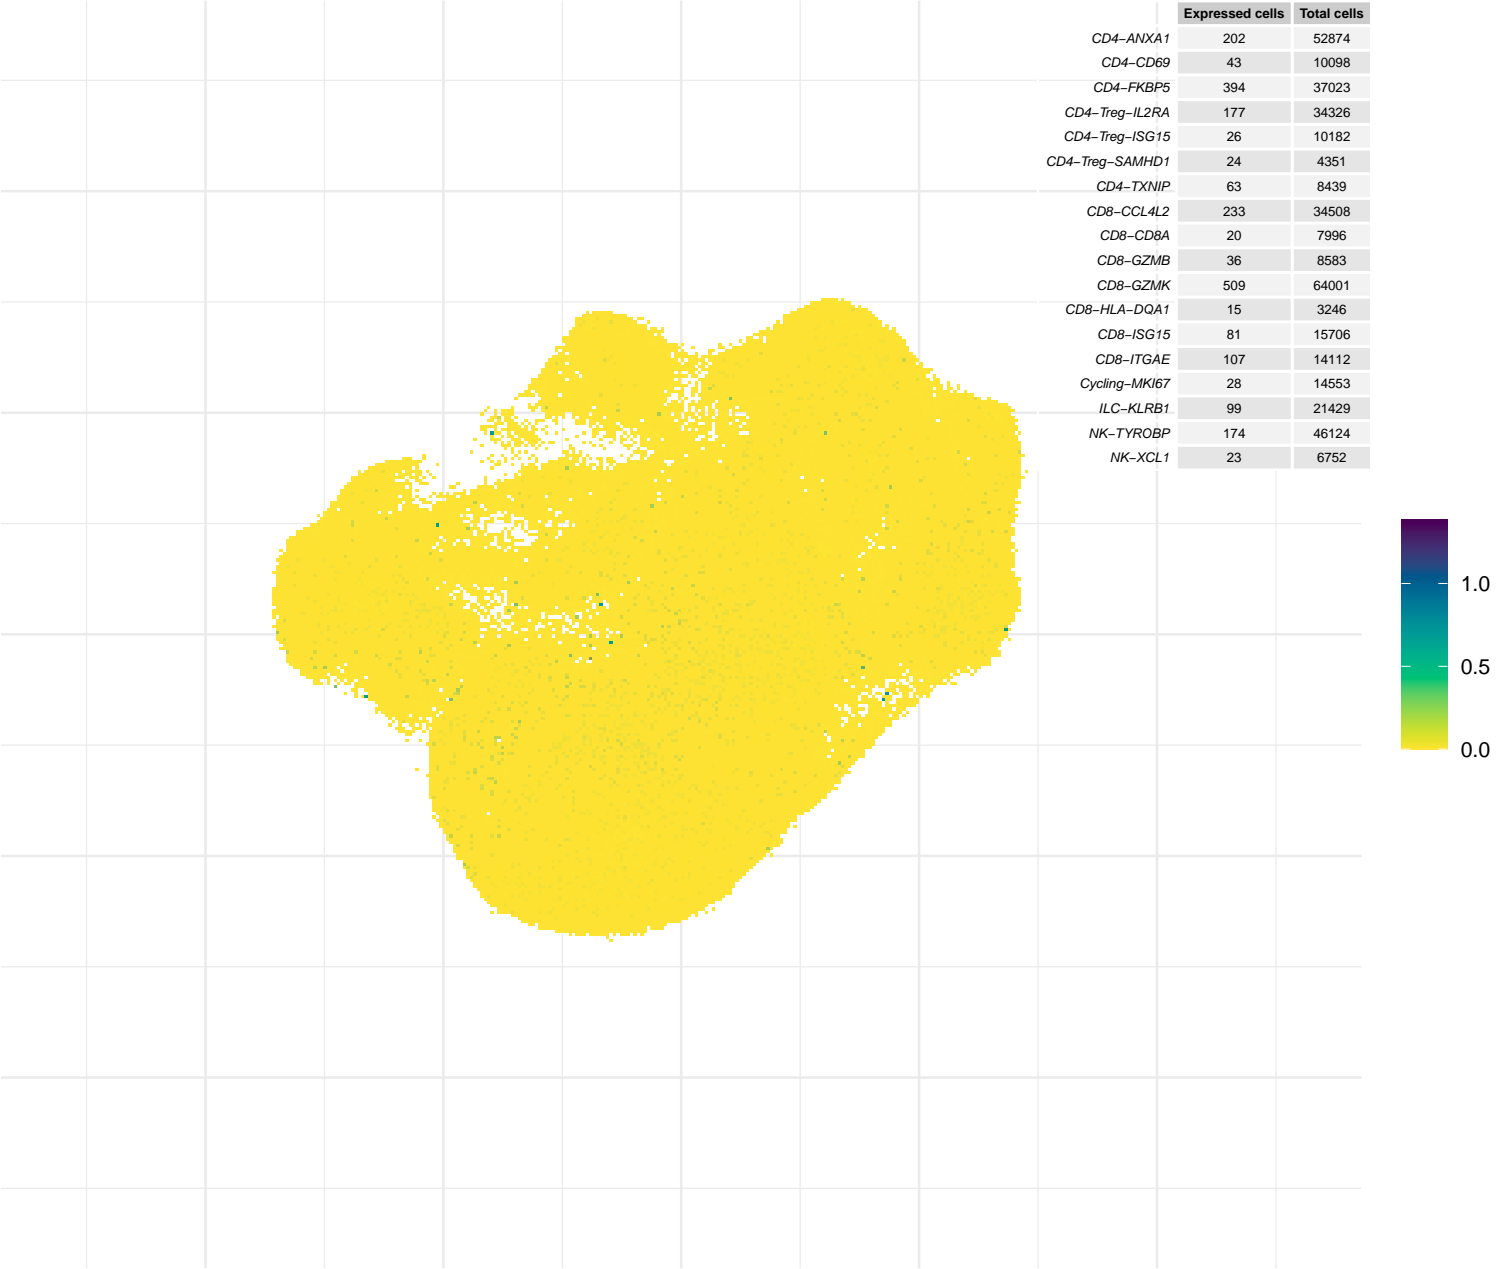 Expressed cells Total cells
CD4−ANXA1 202 52874
CD4−CD69 43 10098
CD4−FKBP5 394 37023
CD4−Treg−IL2RA 177 34326
CD4−Treg−ISG15 26 10182
CD4−Treg−SAMHD1 24 4351
CD4−TXNIP 63 8439
CD8−CCL4L2 233 34508
CD8−CD8A 20 7996
CD8−GZMB 36 8583
CD8−GZMK 509 64001
CD8−HLA−DQA1 15 3246
CD8−ISG15 81 15706
CD8−ITGAE 107 14112
Cycling−MKI67 28 14553
ILC−KLRB1 99 21429
NK−TYROBP 174 46124
NK−XCL1 23 6752
1.0
0.5
0.0